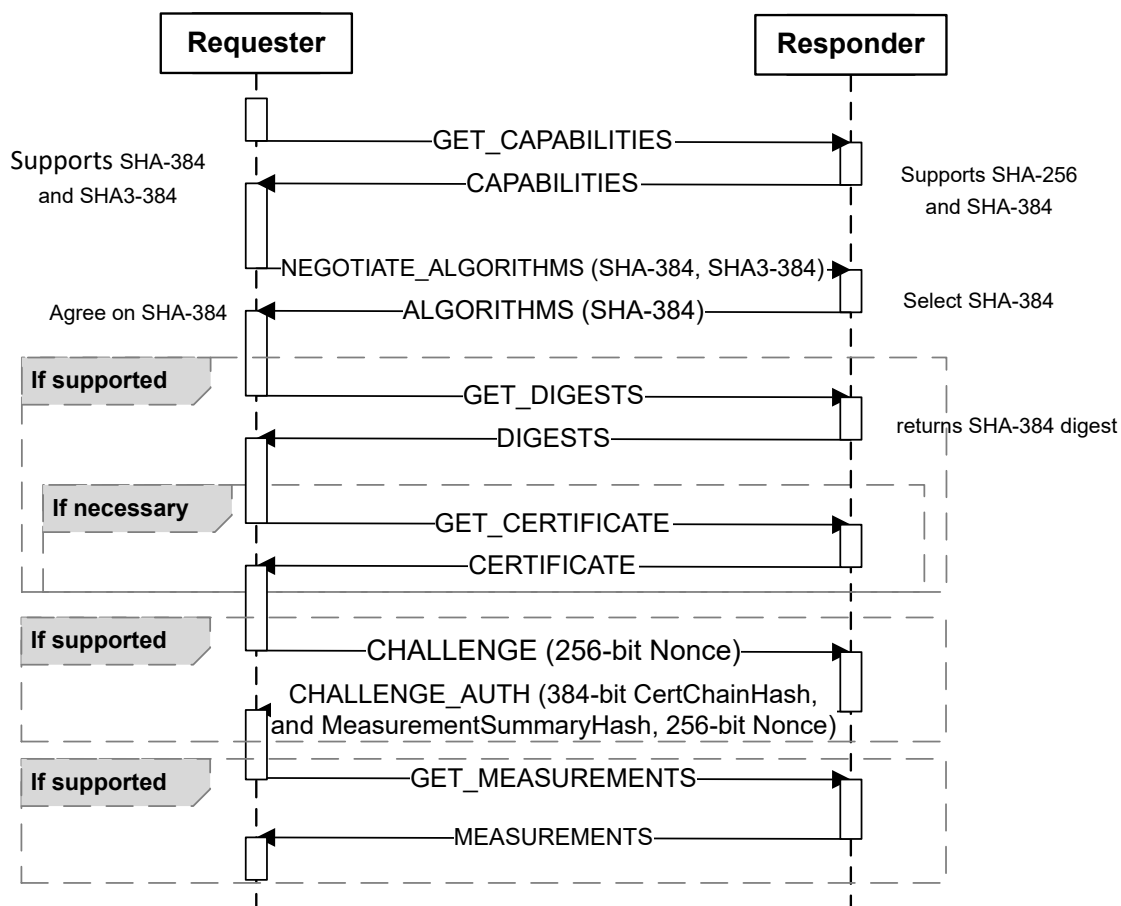 Requester
Responder
GET_CAPABILITIES
Supports SHA-384
and SHA3-384
CAPABILITIES
Supports SHA-256
and SHA-384
NEGOTIATE_ALGORITHMS (SHA-384, SHA3-384)
Agree on SHA-384
ALGORITHMS (SHA-384)
Select SHA-384
If supported
GET_DIGESTS
returns SHA-384 digest
DIGESTS
If necessary
GET_CERTIFICATE
CERTIFICATE
If supported
CHALLENGE (256-bit Nonce)
CHALLENGE_AUTH (384-bit CertChainHash,
and MeasurementSummaryHash, 256-bit Nonce)
If supported
GET_MEASUREMENTS
MEASUREMENTS